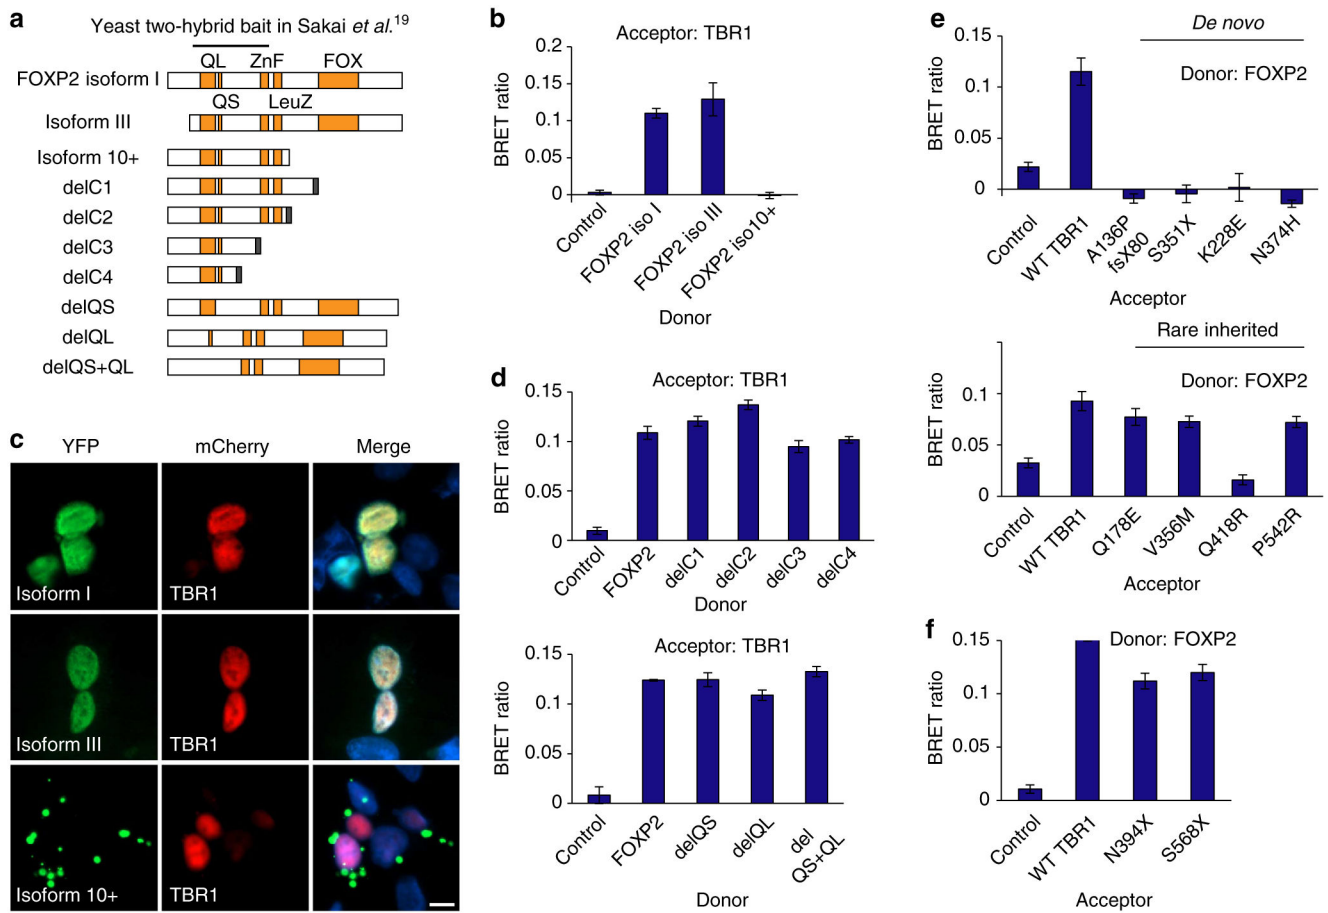 a
Yeast two-hybrid bait in Sakai et al.19
QL ZnF FOX
FOXP2 isoform I
QS LeuZ
Isoform III
Isoform 10+
delC1
delC2
delC3
delC4
delQS
delQL
delQS+QL
b
Acceptor: TBR1
BRET ratio
0.2
0.15
0.1
0.05
0
Control
FOXP2 iso I
FOXP2 iso III
FOXP2 iso10+
Donor
c
YFP mCherry Merge
Isoform I TBR1
Isoform III TBR1
Isoform 10+ TBR1
d
Acceptor: TBR1
BRET ratio
0.15
0.1
0.05
0
Control
FOXP2
delC1
delC2
delC3
delC4
Donor
Acceptor: TBR1
BRET ratio
0.15
0.1
0.05
0
Control
FOXP2
delQS
delQL
del
QS+QL
Donor
e
De novo
Donor: FOXP2
BRET ratio
0.15
0.1
0.05
0
Control
WT TBR1
A136P
fsX80
S351X
K228E
N374H
Acceptor
Rare inherited
Donor: FOXP2
BRET ratio
0.1
0.05
0
Control
WT TBR1
Q178E
V356M
Q418R
P542R
Acceptor
f
Donor: FOXP2
BRET ratio
0.15
0.1
0.05
0
Control
WT TBR1
N394X
S568X
Acceptor